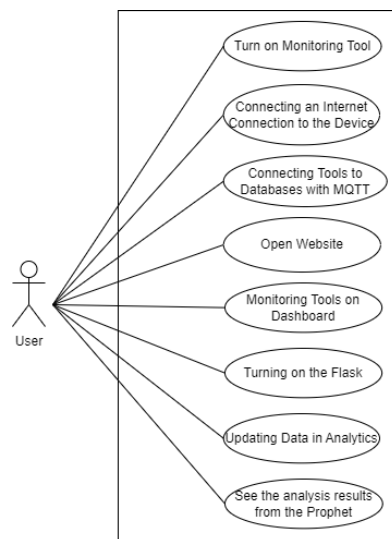 Turn on Monitoring Tool
Connecting an Internet
Connection to the Device
Connecting Tools to
Databases with MQTT
Open Website
Monitoring Tools on
Dashboard
User
Turning on the Flask
Updating Data in Analytics
See the analysis results
from the Prophet